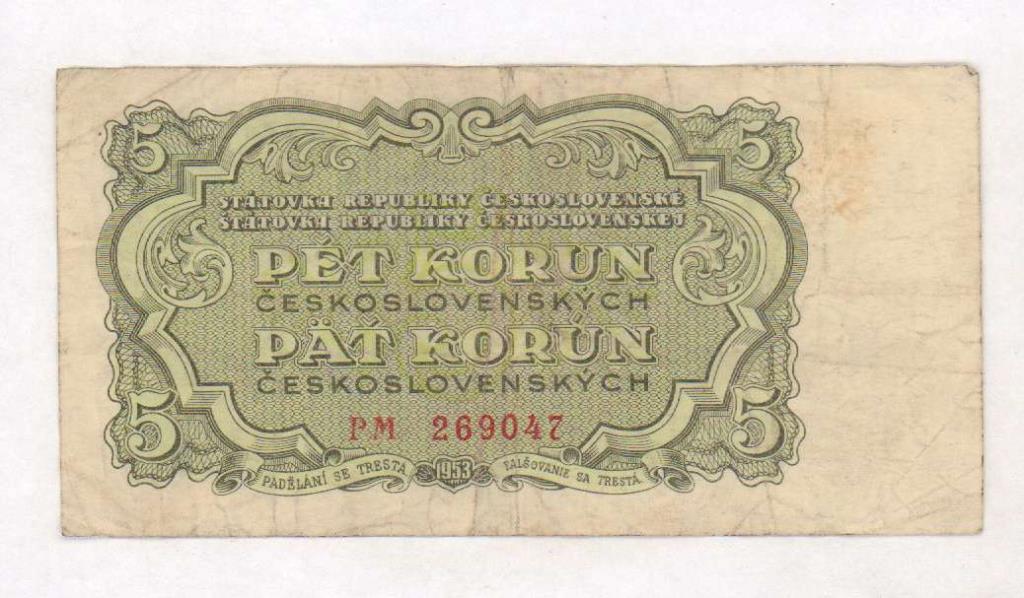 5 5
STÁTOVKA REPUBLIKY ČESKOSLOVENSKÉ
ŠTÁTOVKA REPUBLIKY ČESKOSLOVENSKEJ
PĚT KORUN
ČESKOSLOVENSKÝCH
PÄŤ KORÚN
ČESKOSLOVENSKÝCH
5 5
PM 269047
PADĚLÁNÍ SE TRESTÁ 1953 FALŠOVANIE SA TRESTÁ